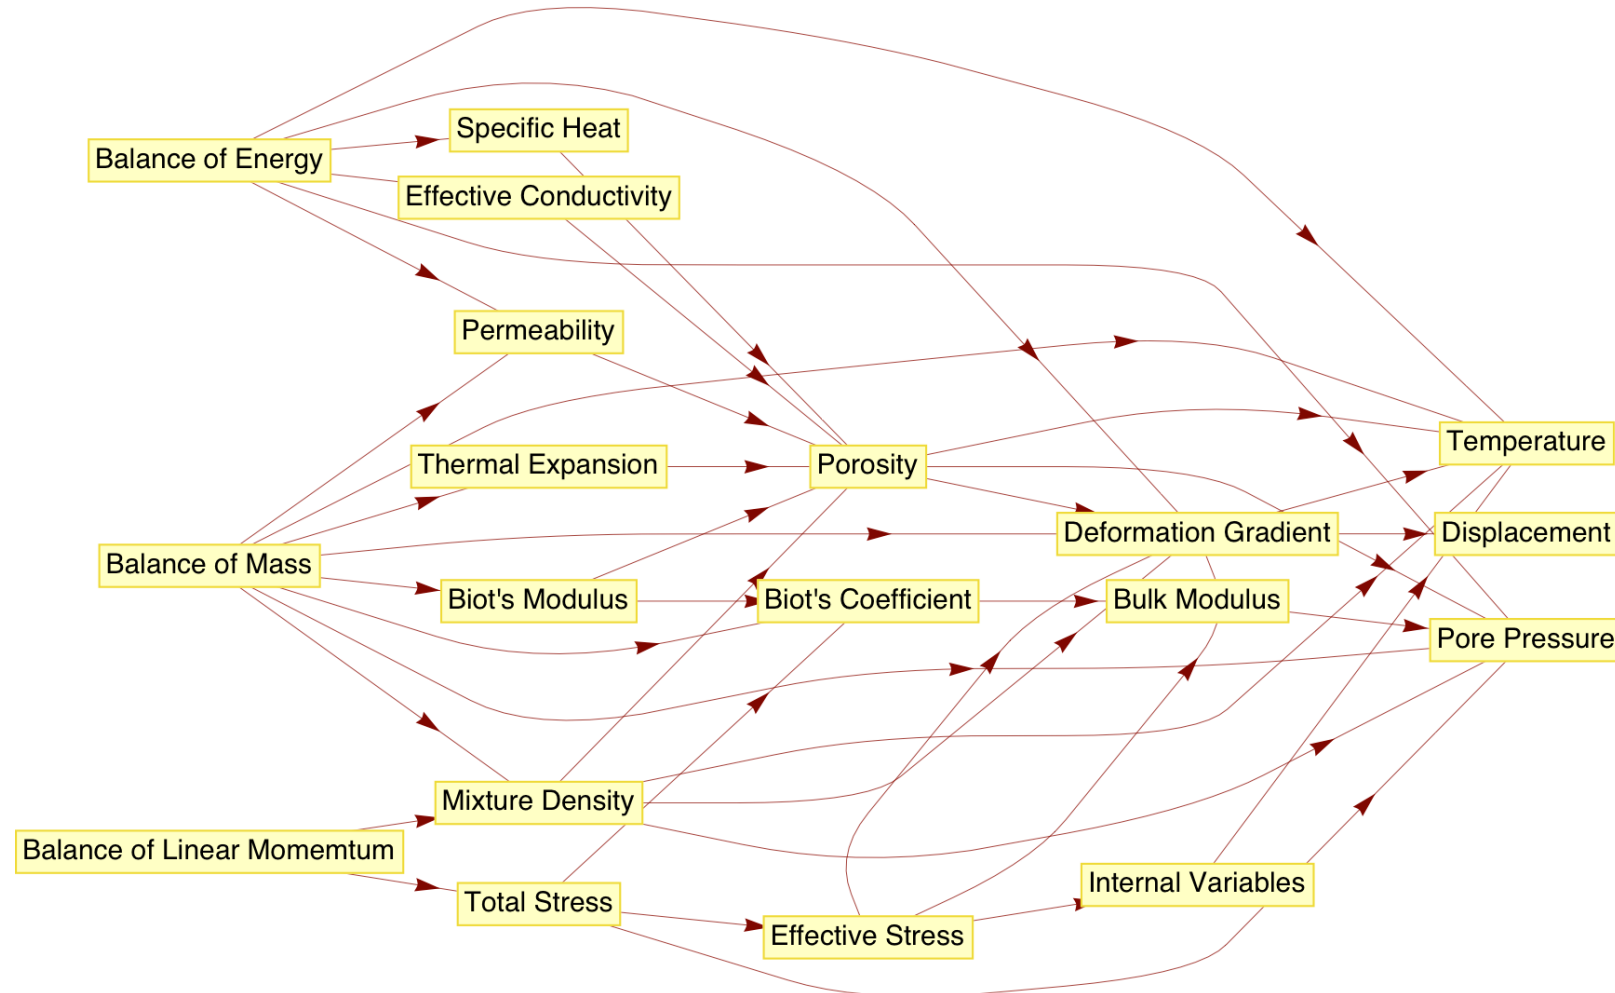 Specific Heat
Balance of Energy
Effective Conductivity
Permeability
Temperature
Thermal Expansion
Porosity
Deformation Gradient
Displacement
Balance of Mass
Biot's Modulus
Biot's Coefficient
Bulk Modulus
Pore Pressure
Mixture Density
Balance of Linear Momemtum
Internal Variables
Total Stress
Effective Stress